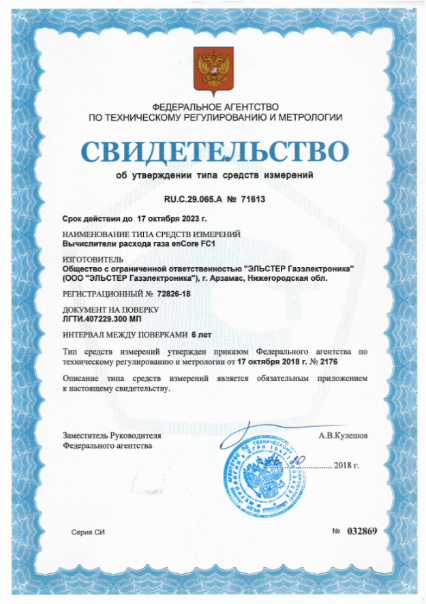 ФЕДЕРАЛЬНОЕ АГЕНТСТВО
ПО ТЕХНИЧЕСКОМУ РЕГУЛИРОВАНИЮ И МЕТРОЛОГИИ
СВИДЕТЕЛЬСТВО
об утверждении типа средств измерений
RU.C.29.065.A № 71613
Срок действия до 17 октября 2023 г.
НАИМЕНОВАНИЕ ТИПА СРЕДСТВ ИЗМЕРЕНИЙ
Вычислители расхода газа enCore FC1
ИЗГОТОВИТЕЛЬ
Общество с ограниченной ответственностью "ЭЛЬСТЕР Газэлектроника"
(ООО "ЭЛЬСТЕР Газэлектроника"), г. Арзамас, Нижегородская обл.
РЕГИСТРАЦИОННЫЙ № 72826-18
ДОКУМЕНТ НА ПОВЕРКУ
ЛГТИ.407229.300 МП
ИНТЕРВАЛ МЕЖДУ ПОВЕРКАМИ 6 лет
Тип средств измерений утвержден приказом Федерального агентства по
техническому регулированию и метрологии от 17 октября 2018 г. № 2176
Описание типа средств измерений является обязательным приложением
к настоящему свидетельству.
Заместитель Руководителя
Федерального агентства
А.В.Кулешов
2018 г.
Серия СИ
№ 032869